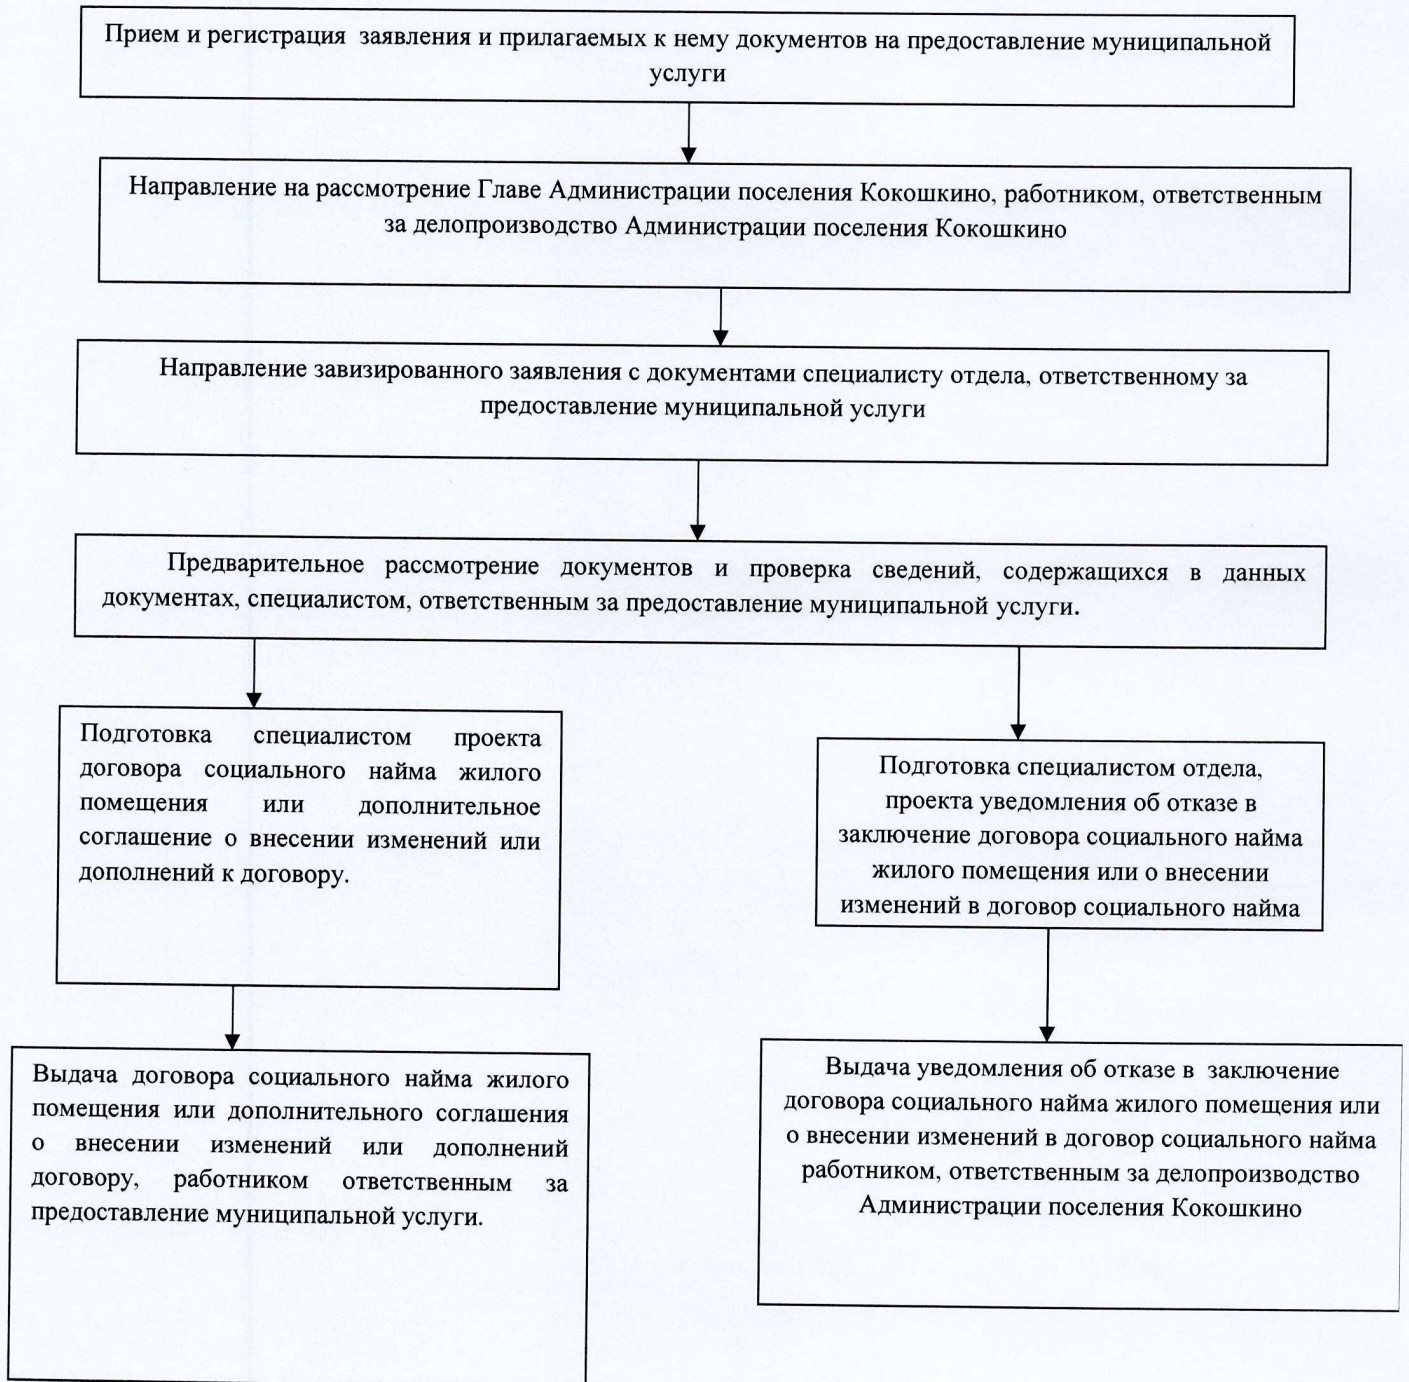 Прием и регистрация заявления и прилагаемых к нему документов на предоставление муниципальной
услуги
Направление на рассмотрение Главе Администрации поселения Кокошкино, работником, ответственным
за делопроизводство Администрации поселения Кокошкино
Направление завизированного заявления с документами специалисту отдела, ответственному за
предоставление муниципальной услуги
Предварительное рассмотрение документов и проверка сведений, содержащихся в данных
документах, специалистом, ответственным за предоставление муниципальной услуги.
Подготовка специалистом проекта
договора социального найма жилого
помещения или дополнительное
соглашение о внесении изменений или
дополнений к договору.
Подготовка специалистом отдела,
проекта уведомления об отказе в
заключение договора социального найма
жилого помещения или о внесении
изменений в договор социального найма
Выдача договора социального найма жилого
помещения или дополнительного соглашения
о внесении изменений или дополнений
договору, работником ответственным за
предоставление муниципальной услуги.
Выдача уведомления об отказе в заключение
договора социального найма жилого помещения или
о внесении изменений в договор социального найма
работником, ответственным за делопроизводство
Администрации поселения Кокошкино